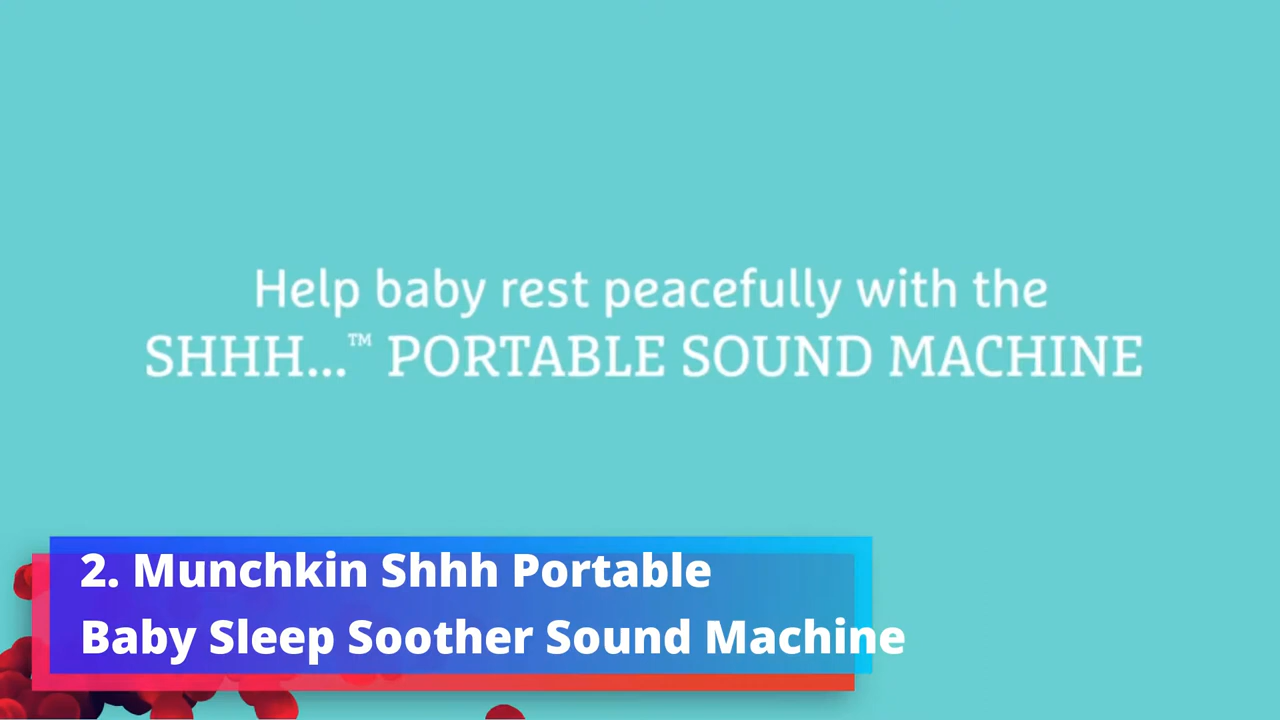 Help baby rest peacefully with the
SHHH...™ PORTABLE SOUND MACHINE
2. Munchkin Shhh Portable
Baby Sleep Soother Sound Machine